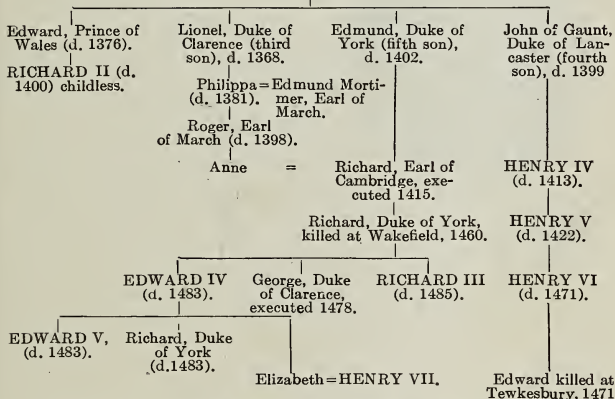 Edward, Prince of
Wales (d. 1376).
RICHARD II (d.
1400) childless.
Lionel, Duke of
Clarence (third
son), d. 1368.
Philippa=Edmund Morti-
(d. 1381). mer, Earl of
March.
Roger, Earl
of March (d. 1398).
Edmund, Duke of
York (fifth son),
d. 1402.
John of Gaunt,
Duke of Lan-
caster (fourth
son), d. 1399
Anne = Richard, Earl of
Cambridge, exe-
cuted 1415.
HENRY IV
(d. 1413).
Richard, Duke of York,
killed at Wakefield, 1460.
HENRY V
(d. 1422).
EDWARD IV
(d. 1483).
George, Duke
of Clarence,
executed 1478.
RICHARD III
(d. 1485).
HENRY VI
(d. 1471).
EDWARD V,
(d. 1483).
Richard, Duke
of York
(d.1483).
Elizabeth=HENRY VII.
Edward killed at
Tewkesbury, 1471